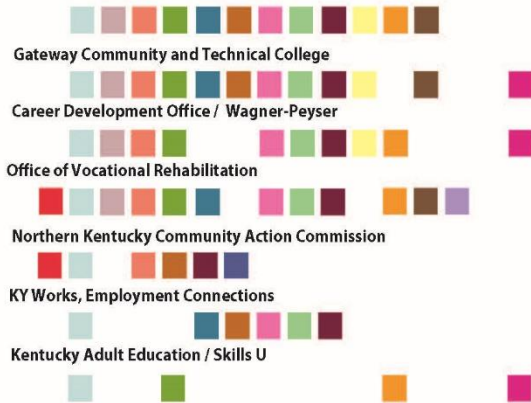 Gateway Community and Technical College
Career Development Office / Wagner-Peyser
Office of Vocational Rehabilitation
Northern Kentucky Community Action Commission
KY Works, Employment Connections
Kentucky Adult Education / Skills U